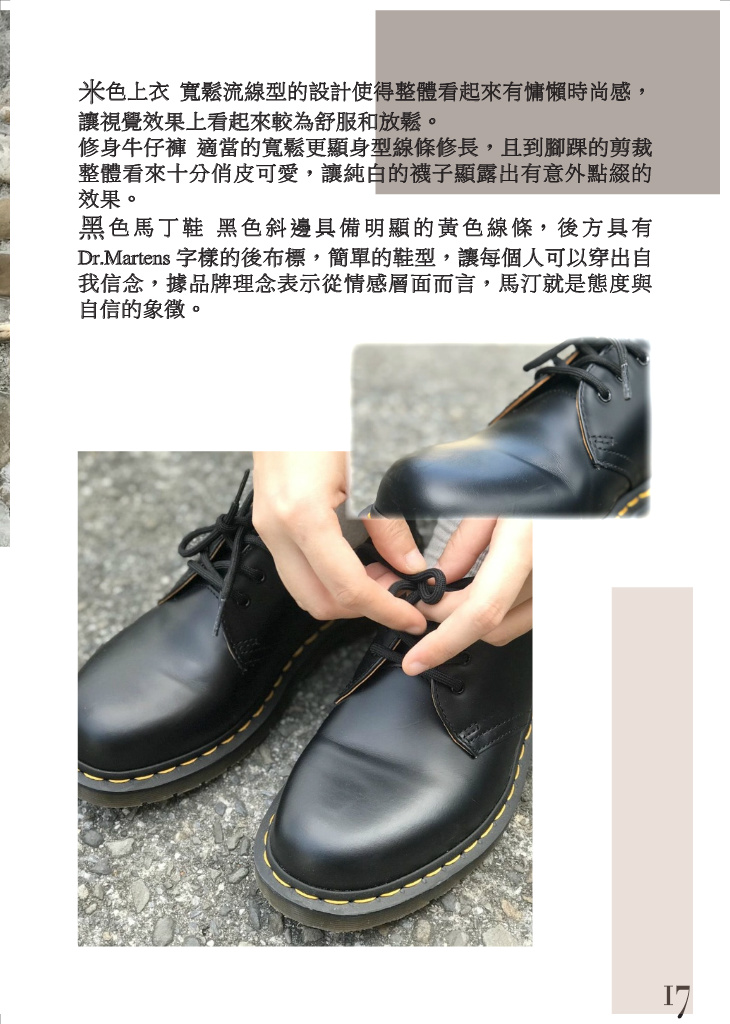 米色上衣 寬鬆流線型的設計使得整體看起來有慵懶時尚感，
讓視覺效果上看起來較為舒服和放鬆。
修身牛仔褲 適當的寬鬆更顯身型線條修長，且到腳踝的剪裁
整體看來十分俏皮可愛，讓純白的襪子顯露出有意外點綴的
效果。
黑色馬丁鞋 黑色斜邊具備明顯的黃色線條，後方具有
Dr.Martens 字樣的後布標，簡單的鞋型，讓每個人可以穿出自
我信念，據品牌理念表示從情感層面而言，馬汀就是態度與
自信的象徵。
17